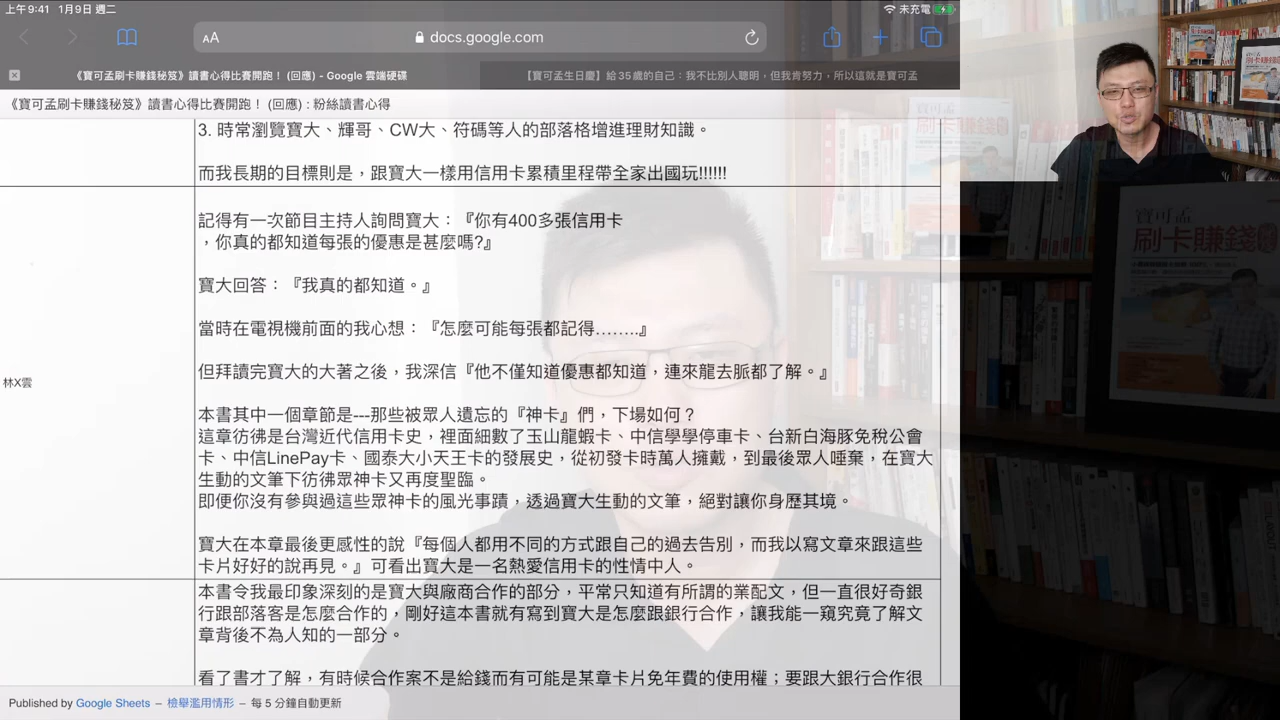 上午9:41 1月9日 週二
未充電
AA
docs.google.com
《寶可孟刷卡賺錢秘笈》讀書心得比賽開跑！ (回應) - Google 雲端硬碟
【寶可孟生日慶】給35歲的自己：我不比別人聰明，但我肯努力，所以這就是寶可孟
《寶可孟刷卡賺錢秘笈》讀書心得比賽開跑！ (回應) : 粉絲讀書心得
3. 時常瀏覽寶大、輝哥、CW大、符碼等人的部落格增進理財知識。
而我長期的目標則是，跟寶大一樣用信用卡累積里程帶全家出國玩!!!!!!
記得有一次節目主持人詢問寶大：『你有400多張信用卡
，你真的都知道每張的優惠是甚麼嗎?』
寶大回答：『我真的都知道。』
當時在電視機前面的我心想：『怎麼可能每張都記得……..』
林X雲
但拜讀完寶大的大著之後，我深信『他不僅知道優惠都知道，連來龍去脈都了解。』
本書其中一個章節是---那些被眾人遺忘的『神卡』們，下場如何？
這章彷彿是台灣近代信用卡史，裡面細數了玉山龍蝦卡、中信學學停車卡、台新白海豚免稅公會
卡、中信LinePay卡、國泰大小天王卡的發展史，從初發卡時萬人擁戴，到最後眾人唾棄，在寶大
生動的文筆下彷彿眾神卡又再度聖臨。
即便你沒有參與過這些眾神卡的風光事蹟，透過寶大生動的文筆，絕對讓你身歷其境。
寶大在本章最後更感性的說『每個人都用不同的方式跟自己的過去告別，而我以寫文章來跟這些
卡片好好的說再見。』可看出寶大是一名熱愛信用卡的性情中人。
本書令我最印象深刻的是寶大與廠商合作的部分，平常只知道有所謂的業配文，但一直很好奇銀
行跟部落客是怎麼合作的，剛好這本書就有寫到寶大是怎麼跟銀行合作，讓我能一窺究竟了解文
章背後不為人知的一部分。
看了書才了解，有時候合作案不是給錢而有可能是某章卡片免年費的使用權；要跟大銀行合作很
Published by Google Sheets – 檢舉濫用情形 – 每 5 分鐘自動更新
寶可孟
刷卡賺錢